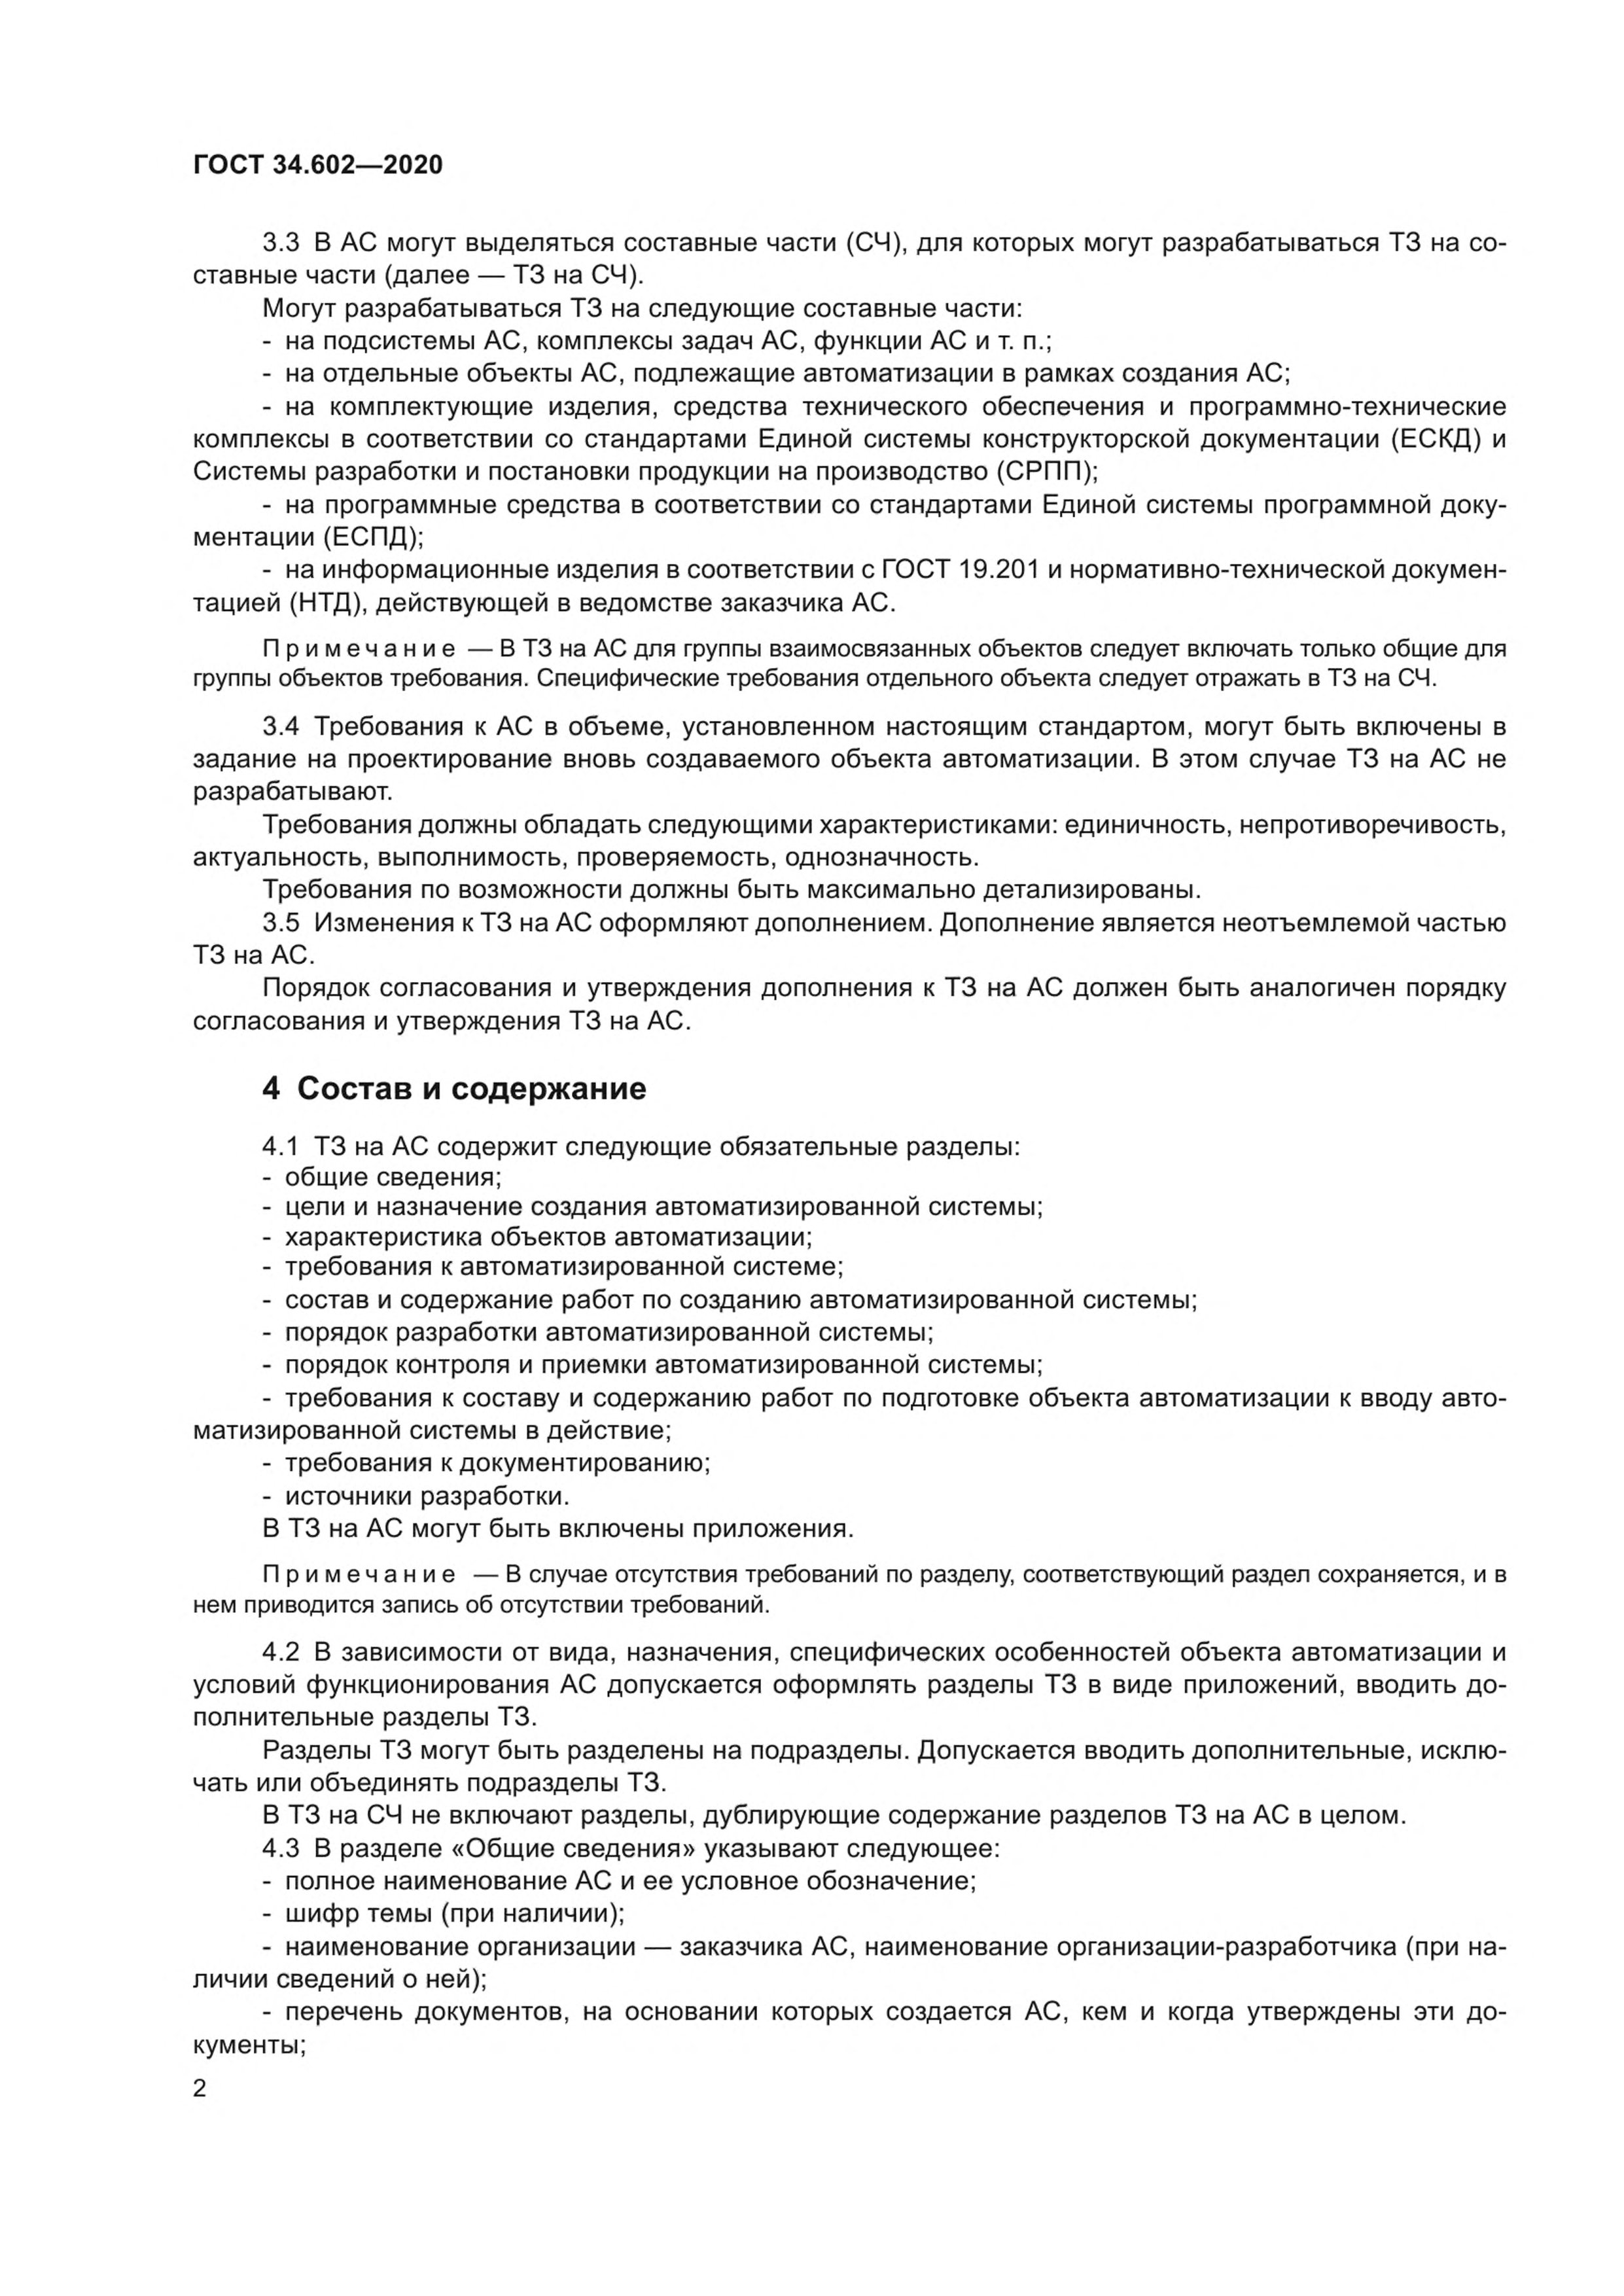 ГОСТ 34.602—2020
3.3 В АС могут выделяться составные части (СЧ), для которых могут разрабатываться ТЗ на со-
ставные части (далее — ТЗ на СЧ).
Могут разрабатываться ТЗ на следующие составные части:
- на подсистемы АС, комплексы задач АС, функции АС и т. п.;
- на отдельные объекты АС, подлежащие автоматизации в рамках создания АС;
- на комплектующие изделия, средства технического обеспечения и программно-технические
комплексы в соответствии со стандартами Единой системы конструкторской документации (ЕСКД) и
Системы разработки и постановки продукции на производство (СРПП);
- на программные средства в соответствии со стандартами Единой системы программной доку-
ментации (ЕСПД);
- на информационные изделия в соответствии с ГОСТ 19.201 и нормативно-технической докумен-
тацией (НТД), действующей в ведомстве заказчика АС.
Примечание — В ТЗ на АС для группы взаимосвязанных объектов следует включать только общие для
группы объектов требования. Специфические требования отдельного объекта следует отражать в ТЗ на СЧ.
3.4 Требования к АС в объеме, установленном настоящим стандартом, могут быть включены в
задание на проектирование вновь создаваемого объекта автоматизации. В этом случае ТЗ на АС не
разрабатывают.
Требования должны обладать следующими характеристиками: единичность, непротиворечивость,
актуальность, выполнимость, проверяемость, однозначность.
Требования по возможности должны быть максимально детализированы.
3.5 Изменения к ТЗ на АС оформляют дополнением. Дополнение является неотъемлемой частью
ТЗ на АС.
Порядок согласования и утверждения дополнения к ТЗ на АС должен быть аналогичен порядку
согласования и утверждения ТЗ на АС.
4 Состав и содержание
4.1 ТЗ на АС содержит следующие обязательные разделы:
- общие сведения;
- цели и назначение создания автоматизированной системы;
- характеристика объектов автоматизации;
- требования к автоматизированной системе;
- состав и содержание работ по созданию автоматизированной системы;
- порядок разработки автоматизированной системы;
- порядок контроля и приемки автоматизированной системы;
- требования к составу и содержанию работ по подготовке объекта автоматизации к вводу авто-
матизированной системы в действие;
- требования к документированию;
- источники разработки.
В ТЗ на АС могут быть включены приложения.
Примечание — В случае отсутствия требований по разделу, соответствующий раздел сохраняется, и в
нем приводится запись об отсутствии требований.
4.2 В зависимости от вида, назначения, специфических особенностей объекта автоматизации и
условий функционирования АС допускается оформлять разделы ТЗ в виде приложений, вводить до-
полнительные разделы ТЗ.
Разделы ТЗ могут быть разделены на подразделы. Допускается вводить дополнительные, исклю-
чать или объединять подразделы ТЗ.
В ТЗ на СЧ не включают разделы, дублирующие содержание разделов ТЗ на АС в целом.
4.3 В разделе «Общие сведения» указывают следующее:
- полное наименование АС и ее условное обозначение;
- шифр темы (при наличии);
- наименование организации — заказчика АС, наименование организации-разработчика (при на-
личии сведений о ней);
- перечень документов, на основании которых создается АС, кем и когда утверждены эти до-
кументы;
2